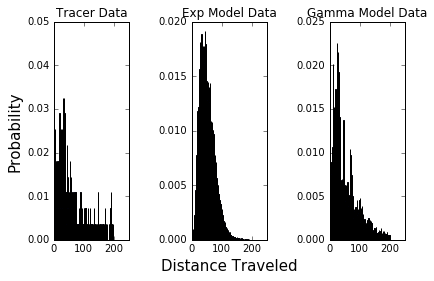 Tracer Data
Exp Model Data
Gamma Model Data
Probability
0.05
0.04
0.03
0.02
0.01
0.00
0 100 200
0.020
0.015
0.010
0.005
0.000
0 100 200
0.025
0.020
0.015
0.010
0.005
0.000
0 100 200
Distance Traveled